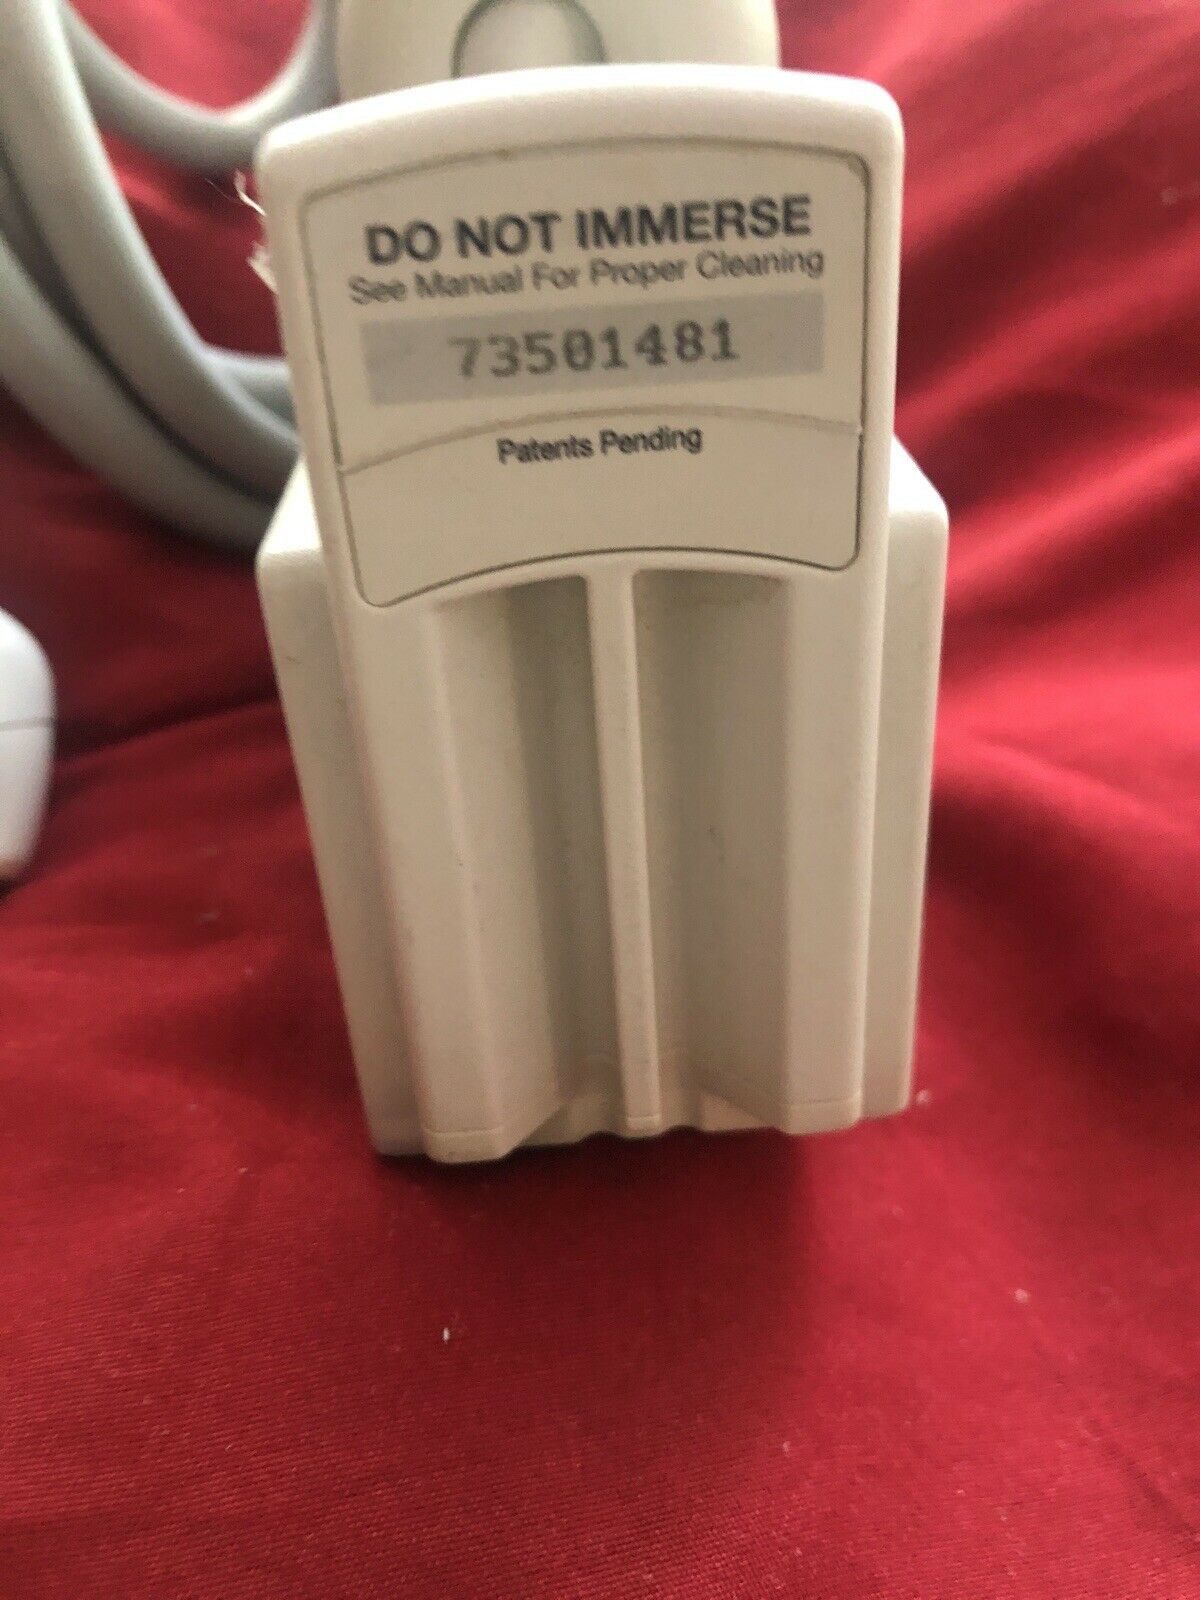 DO NOT IMMERSE
See Manual For Proper Cleaning
73501481
Patents Pending